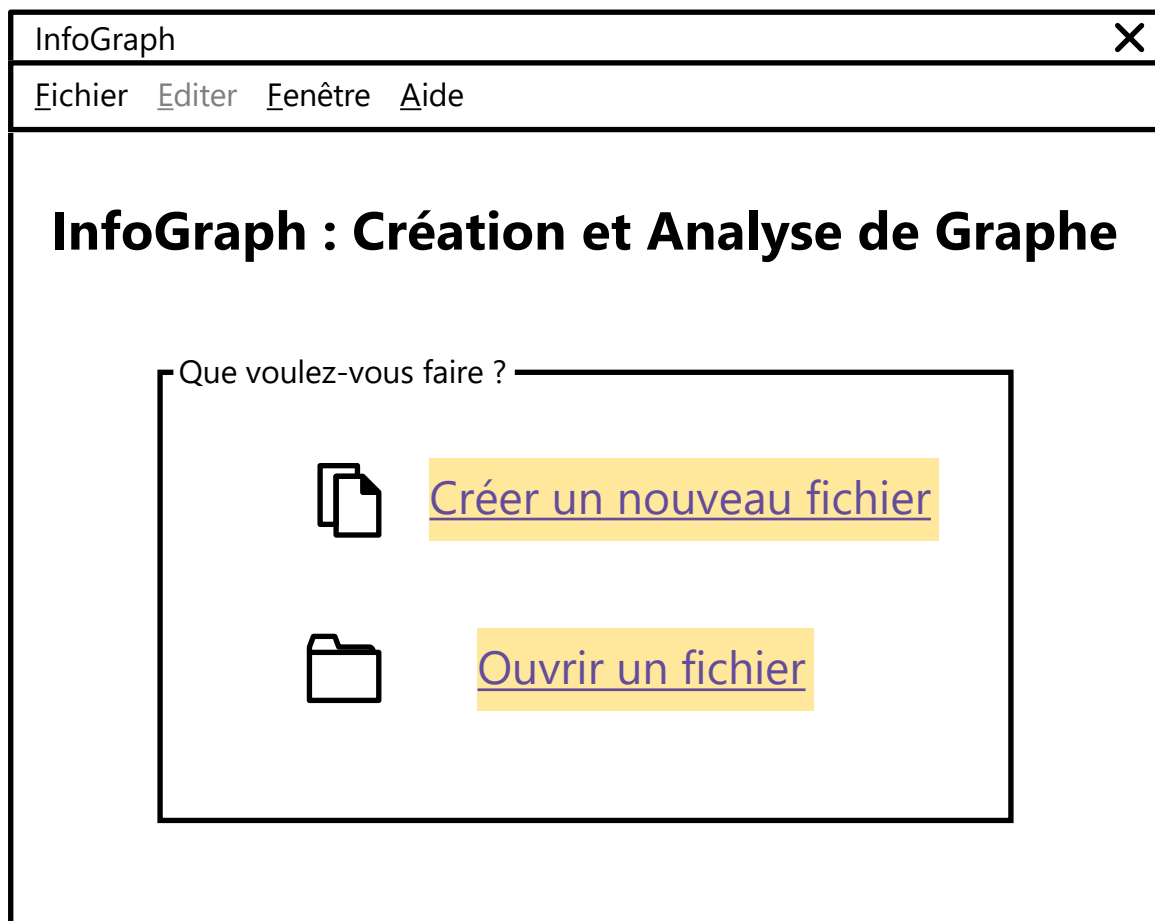 InfoGraph
Fichier Editer Fenêtre Aide
InfoGraph : Création et Analyse de Graphe
Que voulez-vous faire ?
Créer un nouveau fichier
Ouvrir un fichier